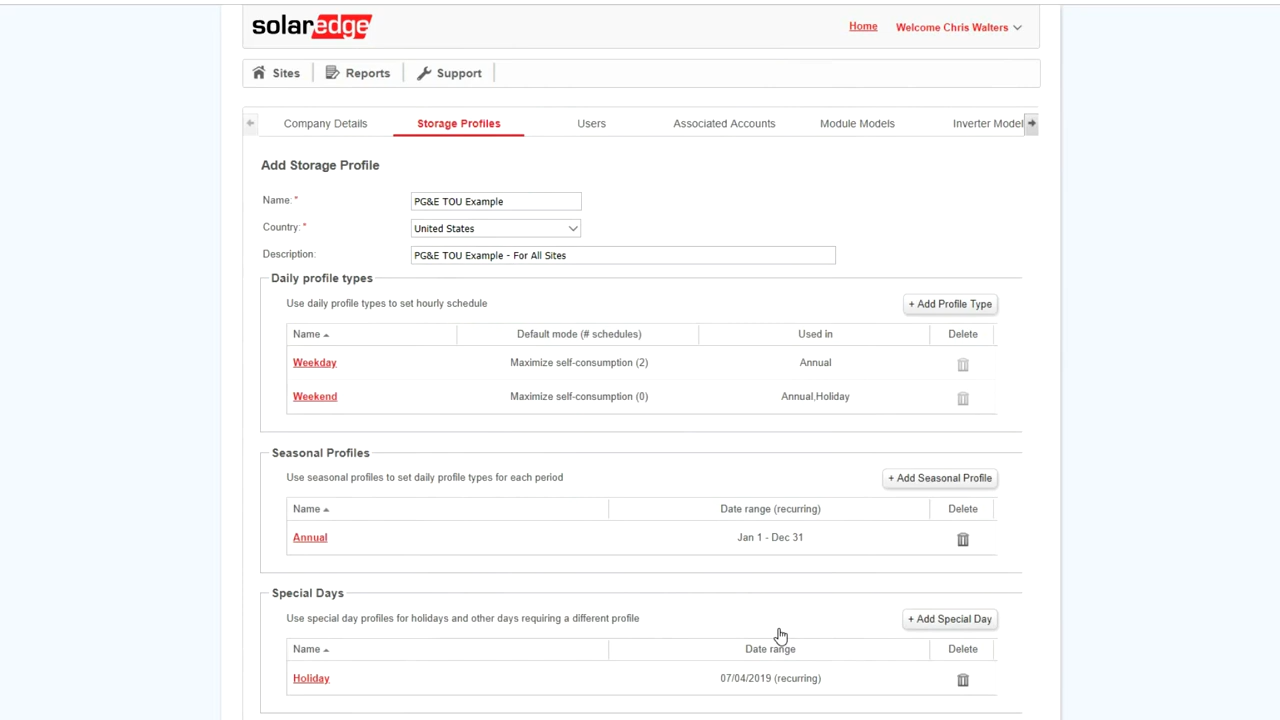 solaredge
Home Welcome Chris Walters
Sites Reports Support
Company Details Storage Profiles Users Associated Accounts Module Models Inverter Model
Add Storage Profile
Name: * PG&E TOU Example
Country: * United States
Description: PG&E TOU Example - For All Sites
Daily profile types
Use daily profile types to set hourly schedule + Add Profile Type
Name Default mode (# schedules) Used in Delete
Weekday Maximize self-consumption (2) Annual
Weekend Maximize self-consumption (0) Annual,Holiday
Seasonal Profiles
Use seasonal profiles to set daily profile types for each period + Add Seasonal Profile
Name Date range (recurring) Delete
Annual Jan 1 - Dec 31
Special Days
Use special day profiles for holidays and other days requiring a different profile + Add Special Day
Name Date range Delete
Holiday 07/04/2019 (recurring)